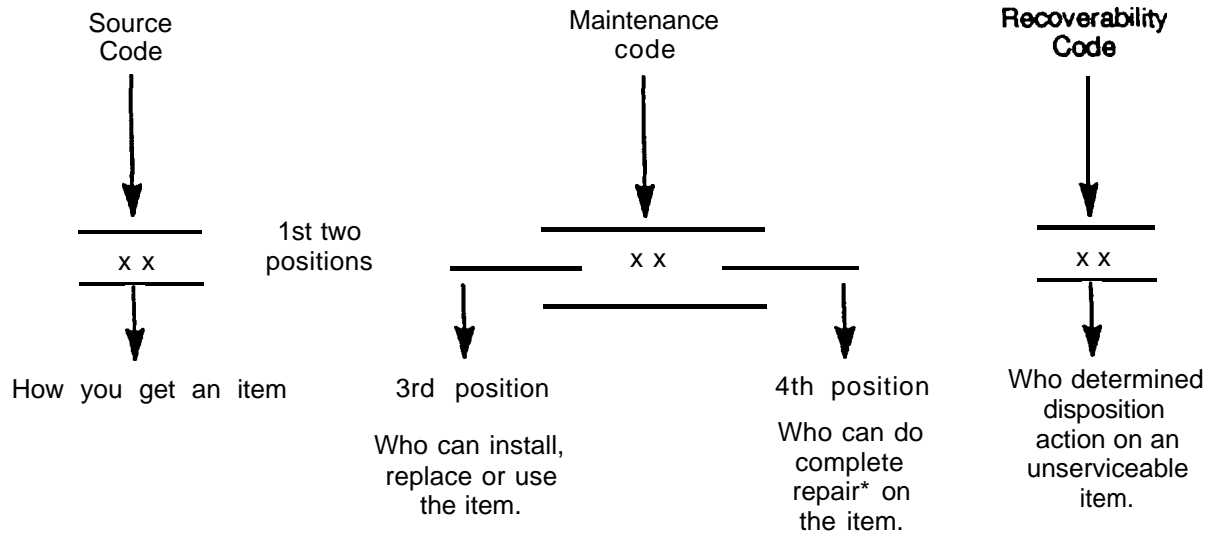 Source
Code
Maintenance
code
Recoverability
Code
x x
1st two
positions
x x
x x
How you get an item
3rd position
Who can install,
replace or use
the item.
4th position
Who can do
complete
repair* on
the item.
Who determined
disposition
action on an
unserviceable
item.